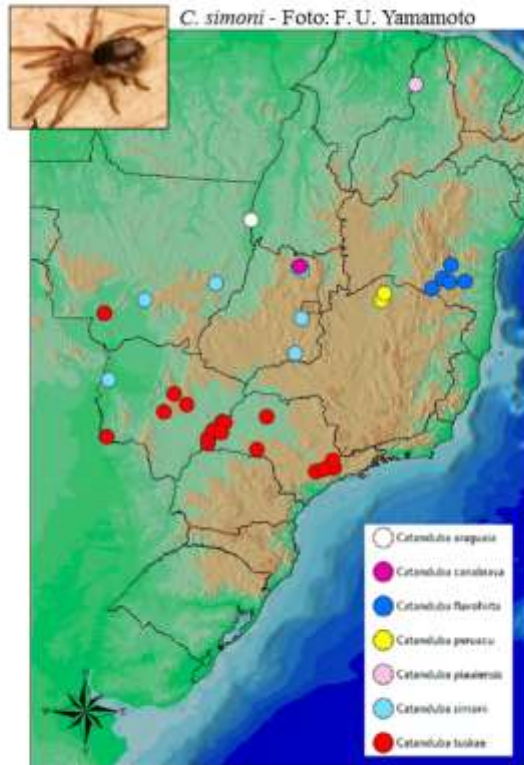 C. simoni - Foto: F. U. Yamamoto
Catanduba araguaia
Catanduba canabrava
Catanduba flavohirta
Catanduba peruacu
Catanduba piauiensis
Catanduba simoni
Catanduba tuskae